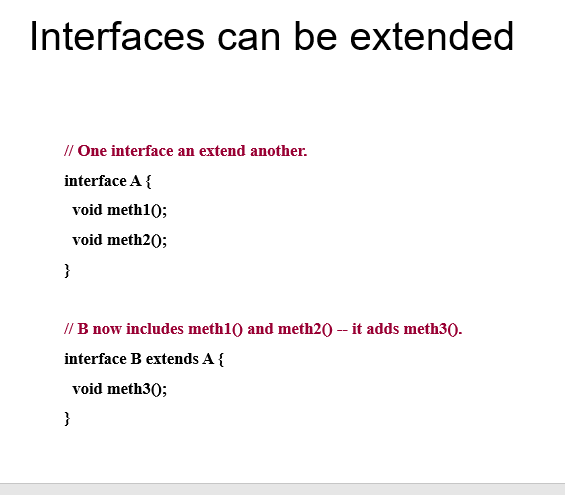 Interfaces can be extended
// One interface an extend another.
interface A {
void meth1();
void meth2();
}
// B now includes meth1() and meth2() -- it adds meth3().
interface B extends A {
void meth3();
}